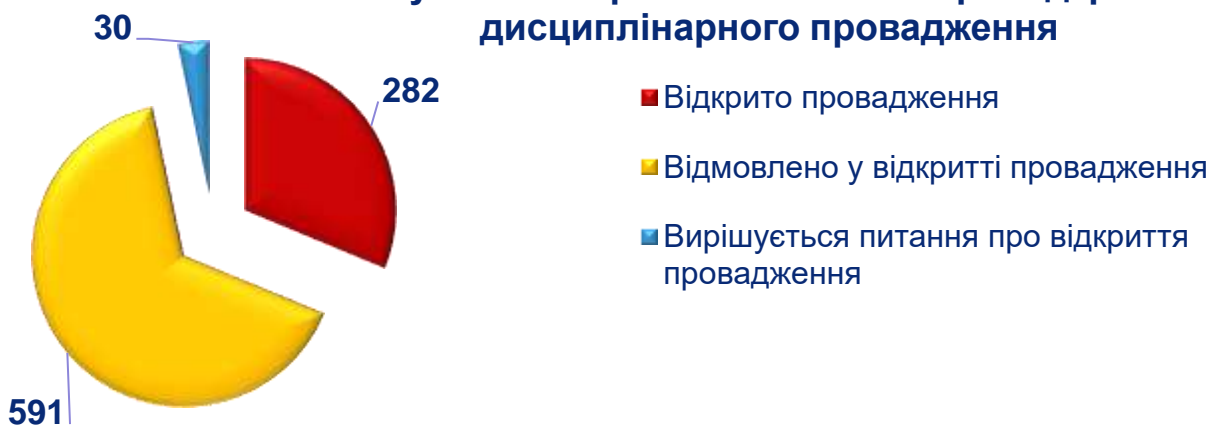 дисциплінарного провадження
30
282
591
Відкрито провадження
Відмовлено у відкритті провадження
Вирішується питання про відкриття
провадження